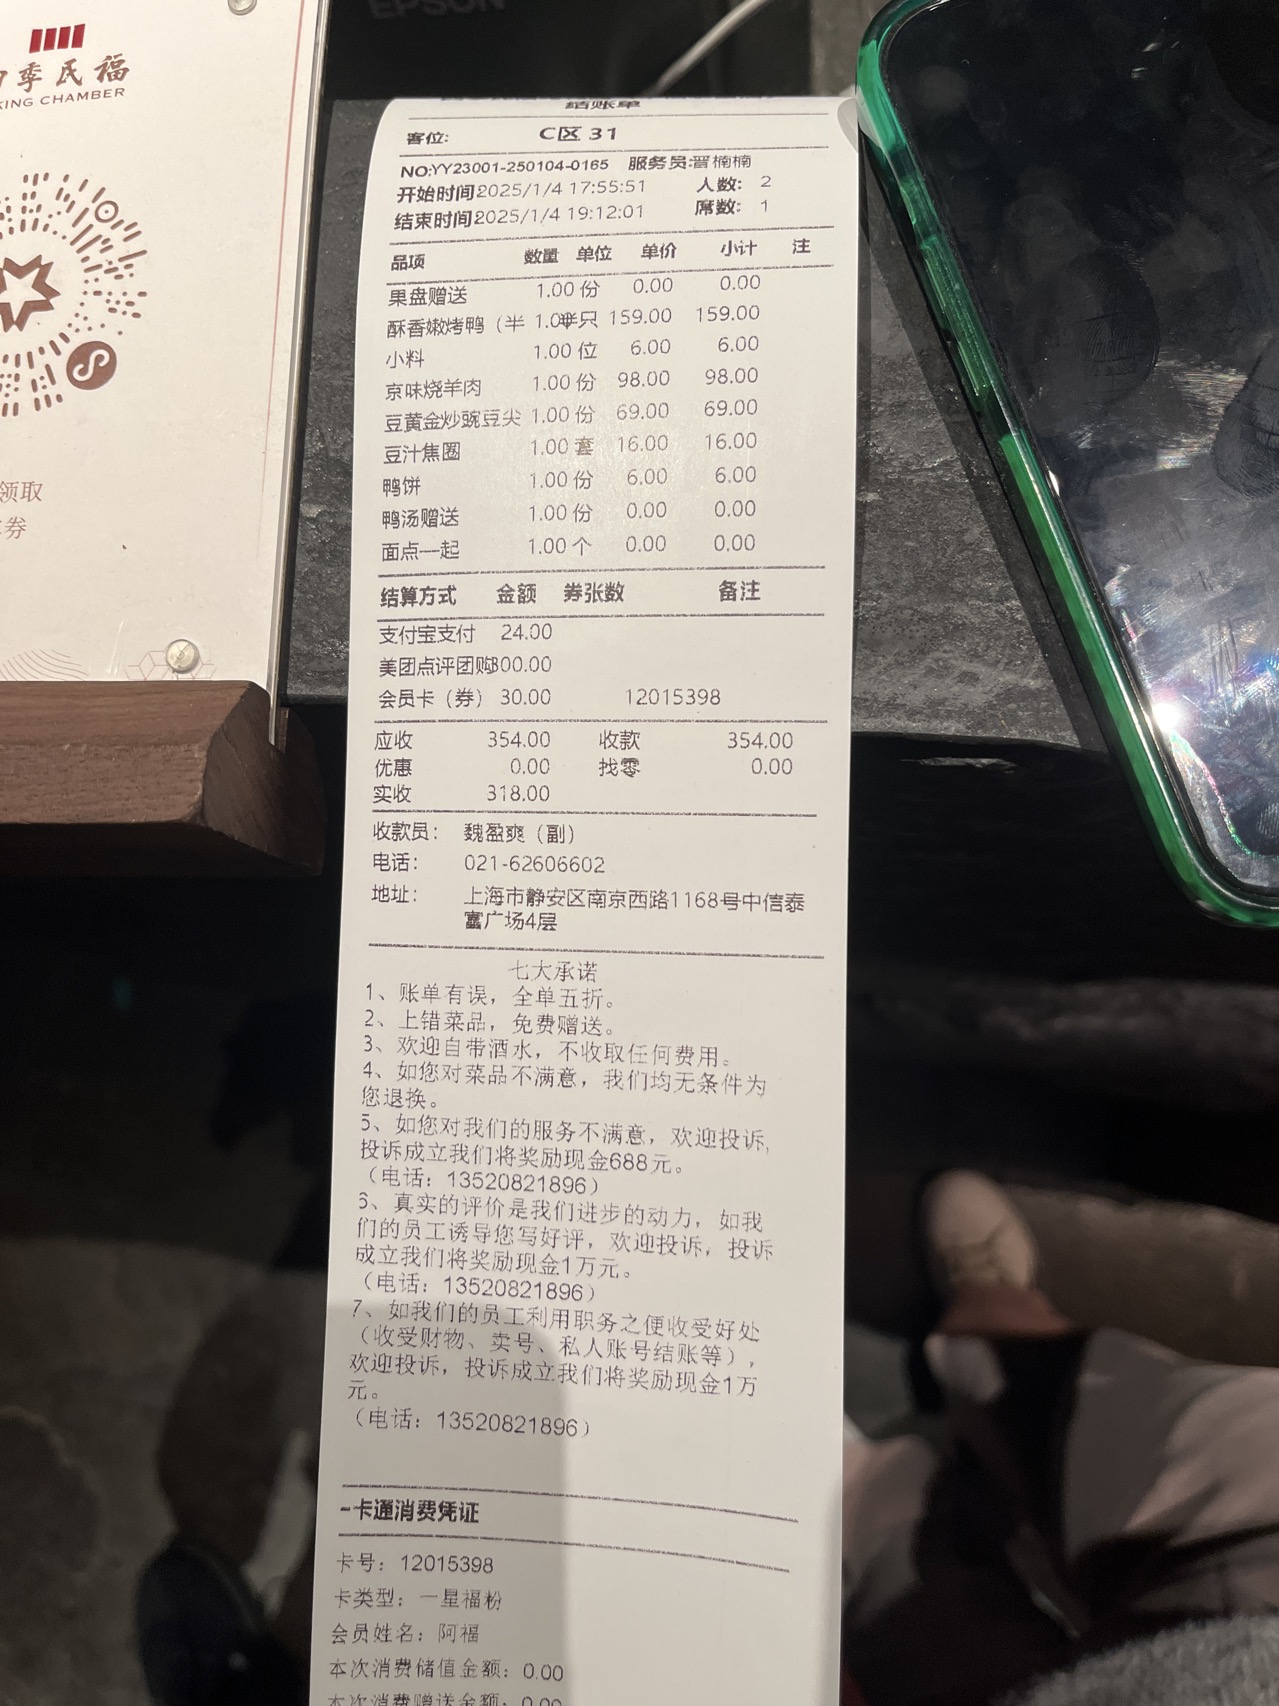 EPSON
季民福
KING CHAMBER
领取
券
结账单
客位: C区 31
NO:YY23001-250104-0165 服务员:晋楠楠
开始时间2025/1/4 17:55:51 人数: 2
结束时间2025/1/4 19:12:01 席数: 1
品项 数量 单位 单价 小计 注
果盘赠送 1.00 份 0.00 0.00
酥香嫩烤鸭（半 1.00半只 159.00 159.00
小料 1.00 位 6.00 6.00
京味烧羊肉 1.00 份 98.00 98.00
豆黄金炒豌豆尖 1.00 份 69.00 69.00
豆汁焦圈 1.00 套 16.00 16.00
鸭饼 1.00 份 6.00 6.00
鸭汤赠送 1.00 份 0.00 0.00
面点一起 1.00 个 0.00 0.00
结算方式 金额 券张数 备注
支付宝支付 24.00
美团点评团购300.00
会员卡（券） 30.00 12015398
应收 354.00 收款 354.00
优惠 0.00 找零 0.00
实收 318.00
收款员: 魏盈爽（副）
电话: 021-62606602
地址: 上海市静安区南京西路1168号中信泰
富广场4层
七大承诺
1、账单有误，全单五折。
2、上错菜品，免费赠送。
3、欢迎自带酒水，不收取任何费用。
4、如您对菜品不满意，我们均无条件为
您退换。
5、如您对我们的服务不满意，欢迎投诉，
投诉成立我们将奖励现金688元。
（电话：13520821896）
6、真实的评价是我们进步的动力，如我
们的员工诱导您写好评，欢迎投诉，投诉
成立我们将奖励现金1万元。
（电话：13520821896）
7、如我们的员工利用职务之便收受好处
（收受财物、卖号、私人账号结账等），
欢迎投诉，投诉成立我们将奖励现金1万
元。
（电话：13520821896）
一卡通消费凭证
卡号：12015398
卡类型：一星福粉
会员姓名：阿福
本次消费储值金额：0.00
本次消费赠送金额：0.00